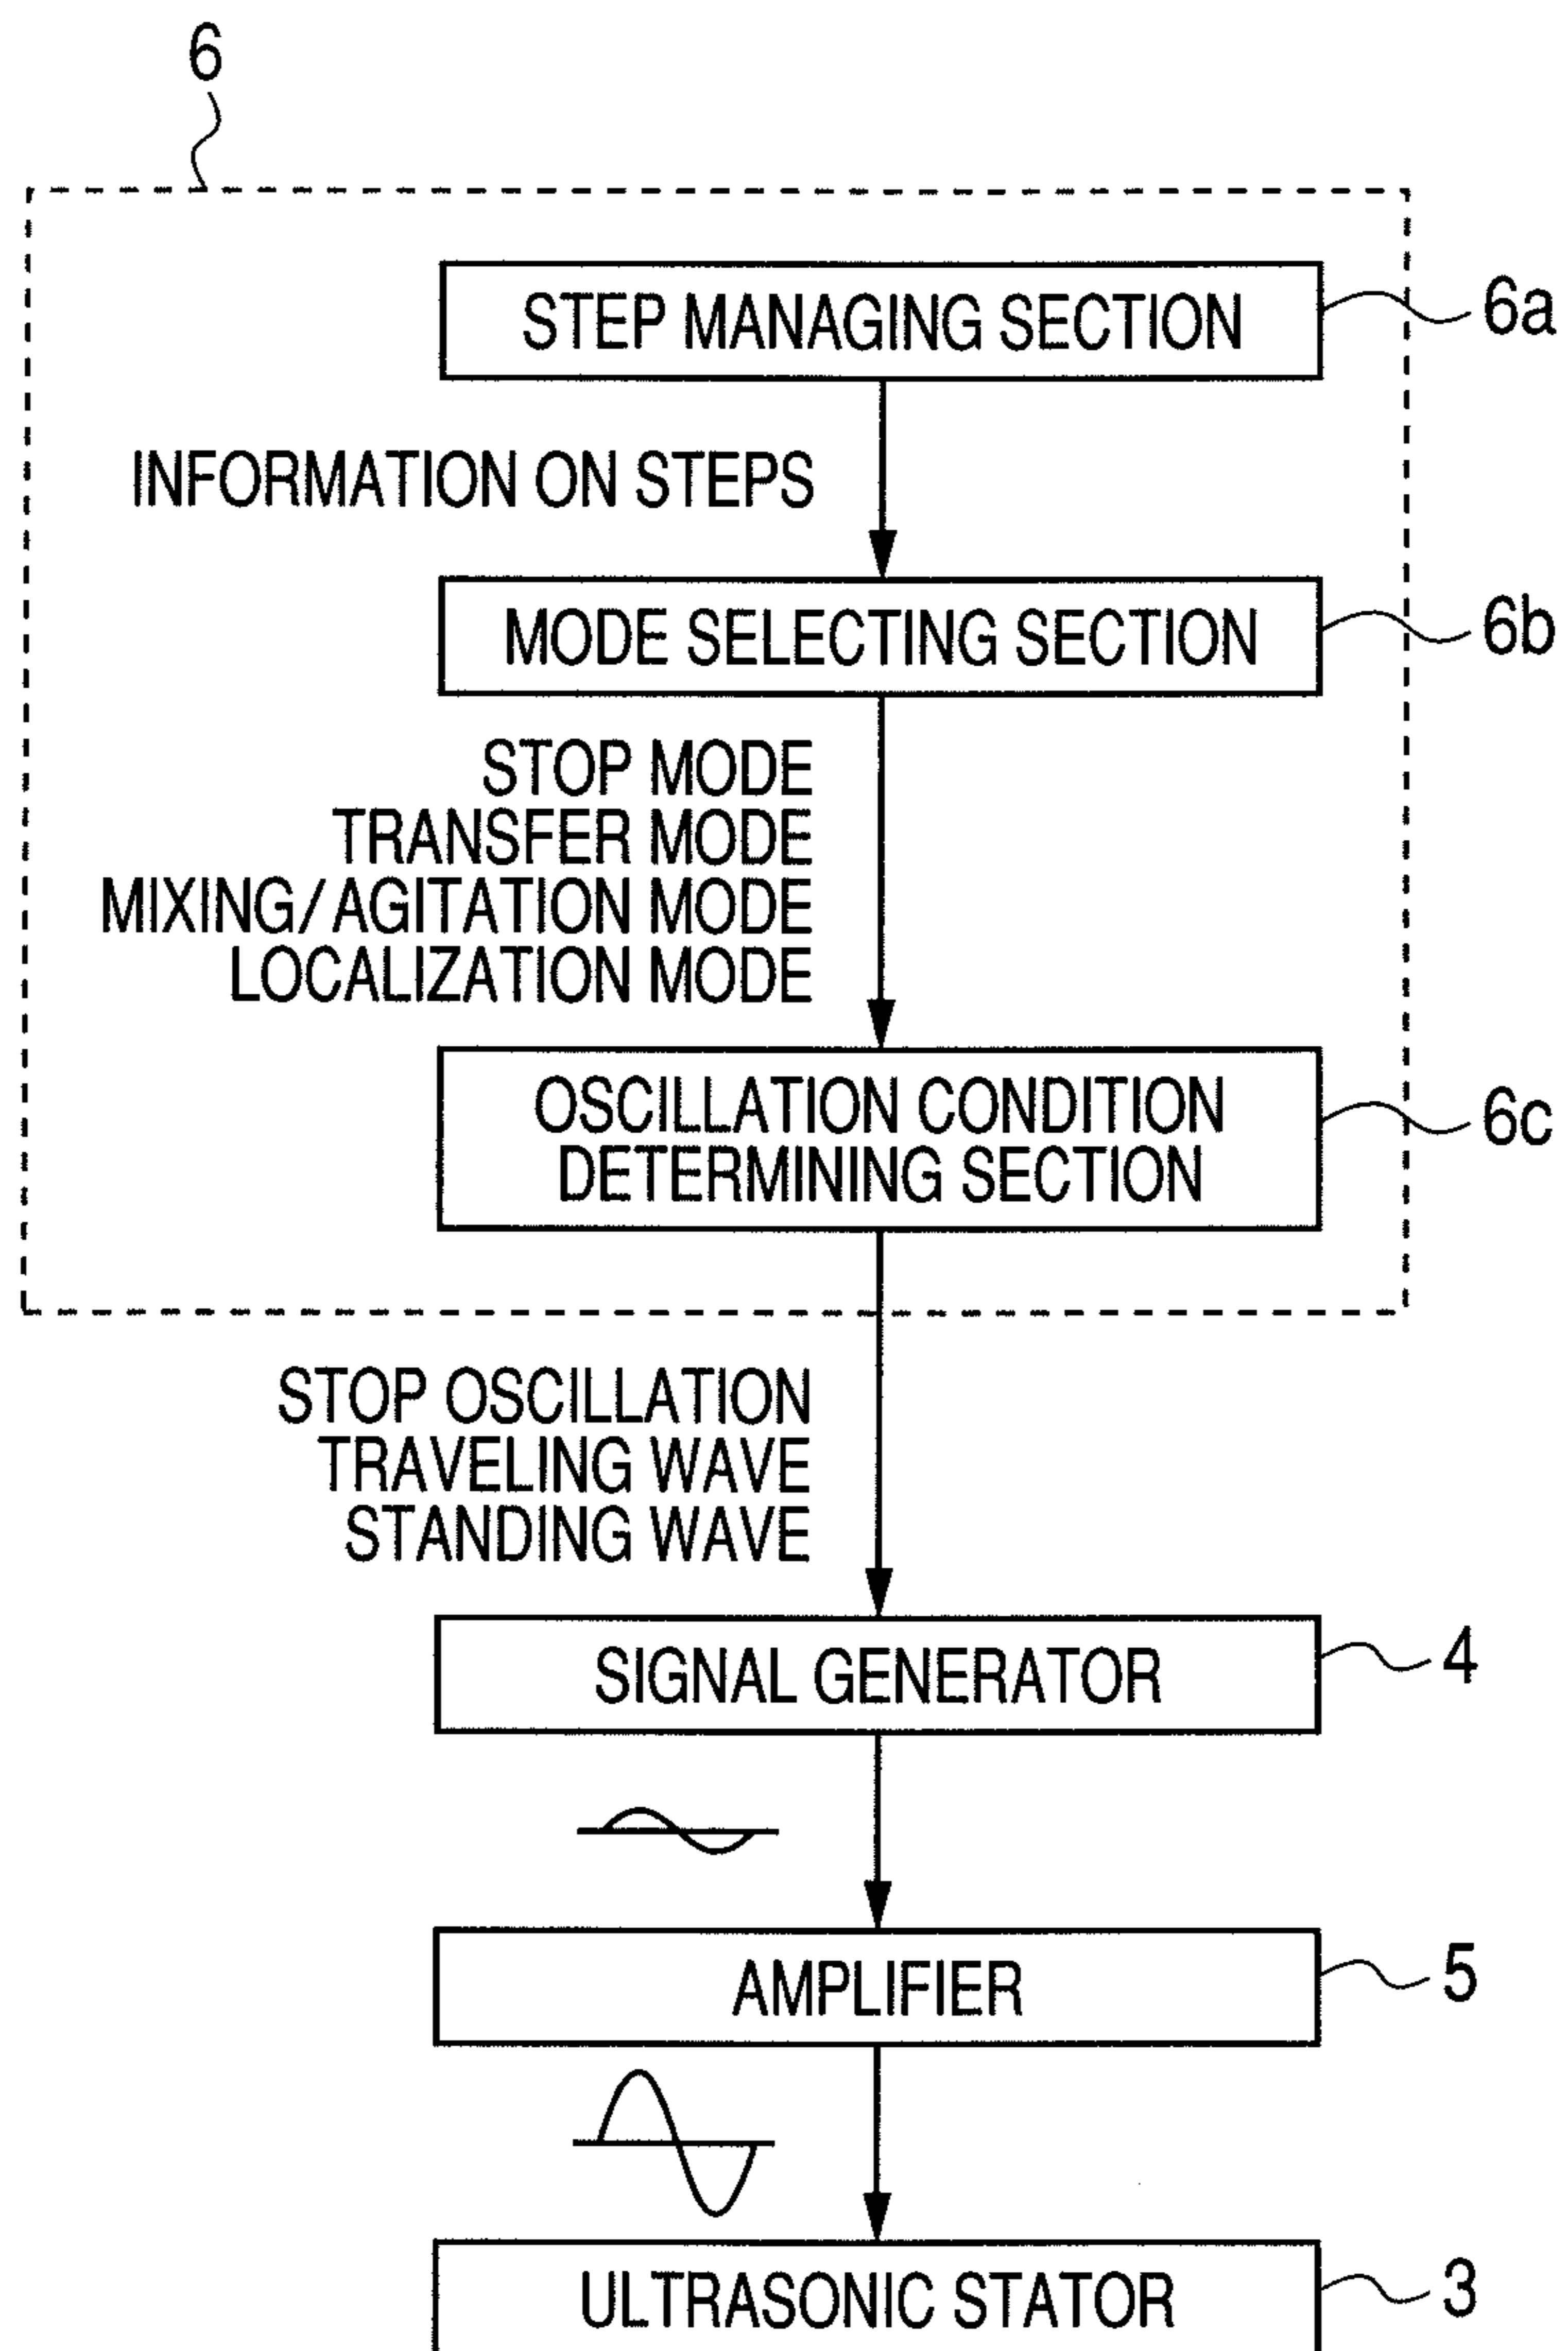 6
STEP MANAGING SECTION
6a
INFORMATION ON STEPS
MODE SELECTING SECTION
6b
STOP MODE
TRANSFER MODE
MIXING/AGITATION MODE
LOCALIZATION MODE
OSCILLATION CONDITION
DETERMINING SECTION
6c
STOP OSCILLATION
TRAVELING WAVE
STANDING WAVE
SIGNAL GENERATOR
4
AMPLIFIER
5
ULTRASONIC STATOR
3